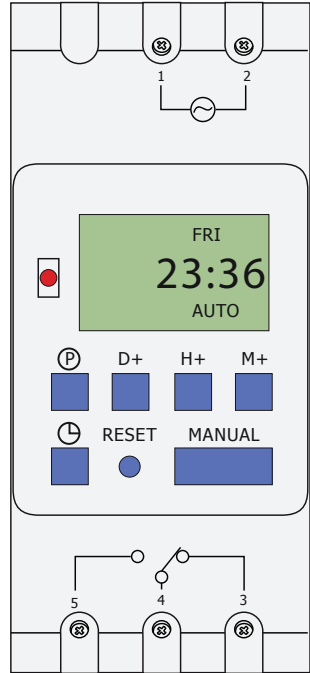 1 2
FRI
23:36
AUTO
P D+ H+ M+
RESET MANUAL
5 4 3